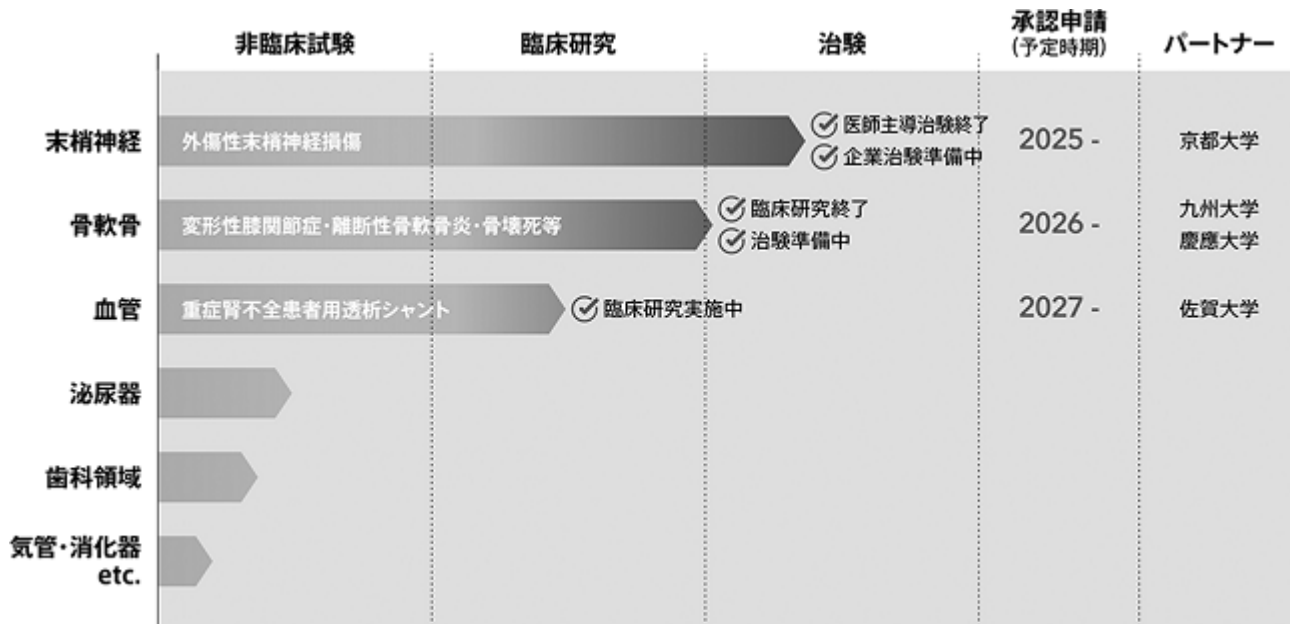 非臨床試験
臨床研究
治験
承認申請
(予定時期)
パートナー
末梢神経
外傷性末梢神経損傷
医師主導治験終了
企業治験準備中
2025 -
京都大学
骨軟骨
変形性膝関節症・離断性骨軟骨炎・骨壊死等
臨床研究終了
治験準備中
2026 -
九州大学
慶應大学
血管
重症腎不全患者用透析シャント
臨床研究実施中
2027 -
佐賀大学
泌尿器
歯科領域
気管・消化器
etc.